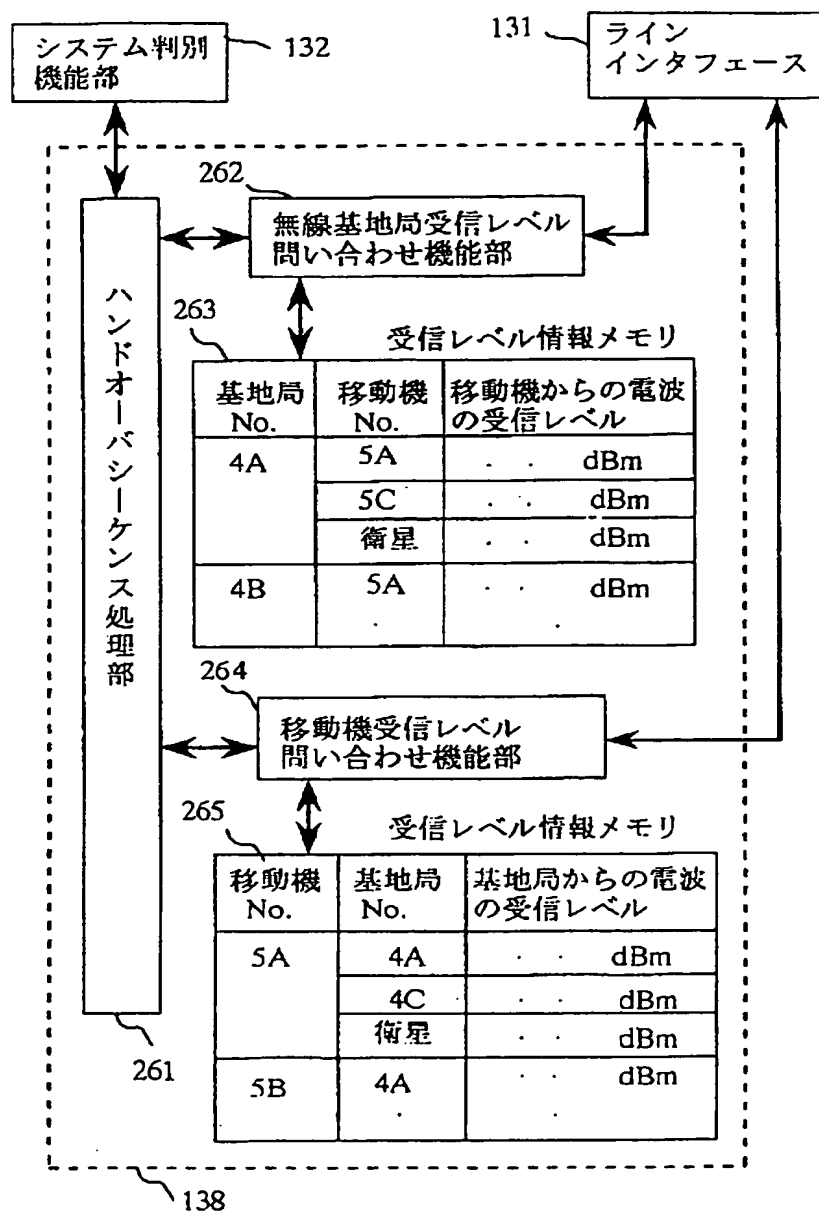 システム判別
機能部
132
131
ライン
インタフェース
262
無線基地局受信レベル
問い合わせ機能部
ハンドオーバシーケンス処理部
263
受信レベル情報メモリ
基地局
No.
移動機
No.
移動機からの電波
の受信レベル
4A
5A
. . dBm
5C
. . dBm
衛星
. . dBm
4B
5A
. . dBm
.
.
264
移動機受信レベル
問い合わせ機能部
265
受信レベル情報メモリ
移動機
No.
基地局
No.
基地局からの電波
の受信レベル
5A
4A
. . dBm
4C
. . dBm
衛星
. . dBm
5B
4A
. . dBm
.
. .
261
138